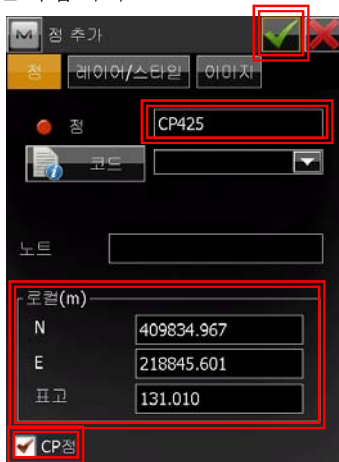 점 추가
점 레이어/스타일 이미지
점 CP425
코드
노트
로컬(m)
N 409834.967
E 218845.601
표고 131.010
CP점